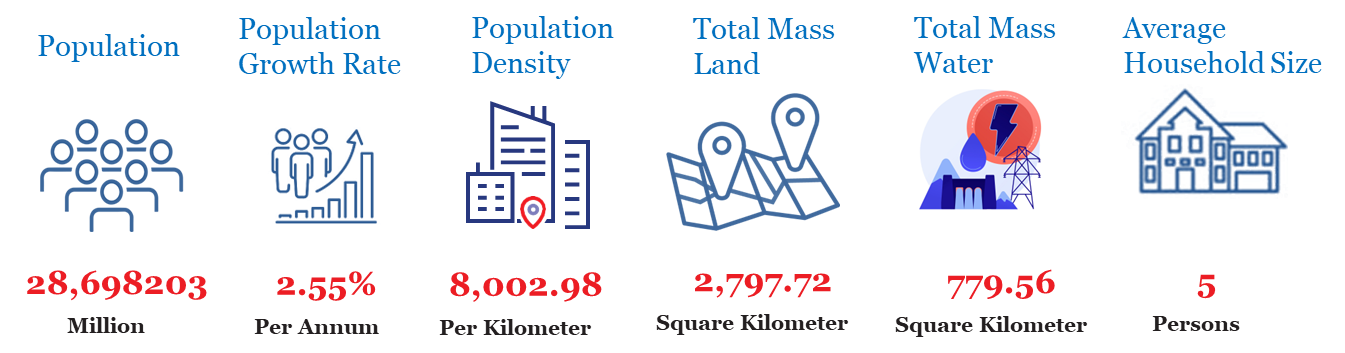 Population
28,698203
Million
Population
Growth Rate
2.55%
Per Annum
Population
Density
8,002.98
Per Kilometer
Total Mass
Land
2,797.72
Square Kilometer
Total Mass
Water
779.56
Square Kilometer
Average
Household Size
5
Persons